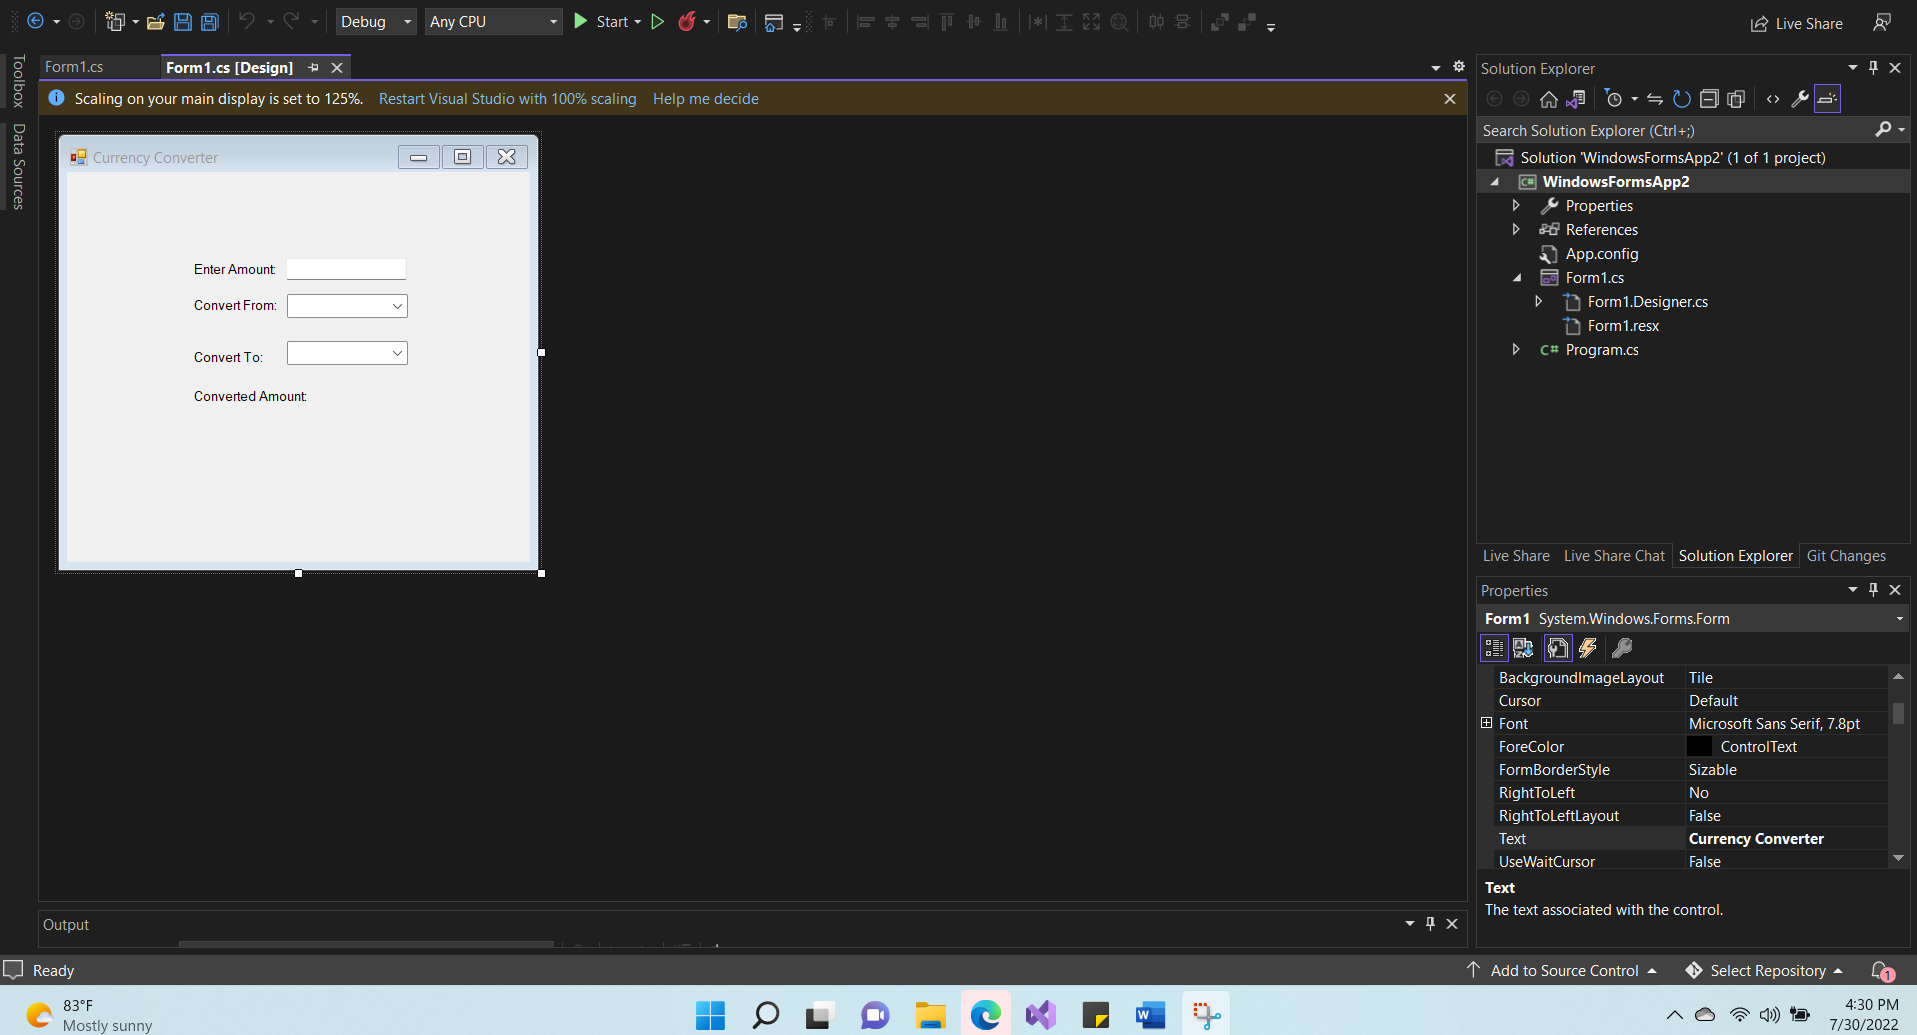 Debug
Any CPU
Start
Live Share
Toolbox
Data Sources
Form1.cs
Form1.cs [Design]
Scaling on your main display is set to 125%. Restart Visual Studio with 100% scaling Help me decide
Currency Converter
Enter Amount:
Convert From:
Convert To:
Converted Amount:
Solution Explorer
Search Solution Explorer (Ctrl+;)
Solution 'WindowsFormsApp2' (1 of 1 project)
C# WindowsFormsApp2
Properties
References
App.config
Form1.cs
Form1.Designer.cs
Form1.resx
C# Program.cs
Live Share Live Share Chat Solution Explorer Git Changes
Properties
Form1 System.Windows.Forms.Form
BackgroundImageLayout Tile
Cursor Default
Font Microsoft Sans Serif, 7.8pt
ForeColor ControlText
FormBorderStyle Sizable
RightToLeft No
RightToLeftLayout False
Text Currency Converter
UseWaitCursor False
Text
The text associated with the control.
Output
Ready
Add to Source Control
Select Repository
1
83°F
Mostly sunny
W
4:30 PM
7/30/2022